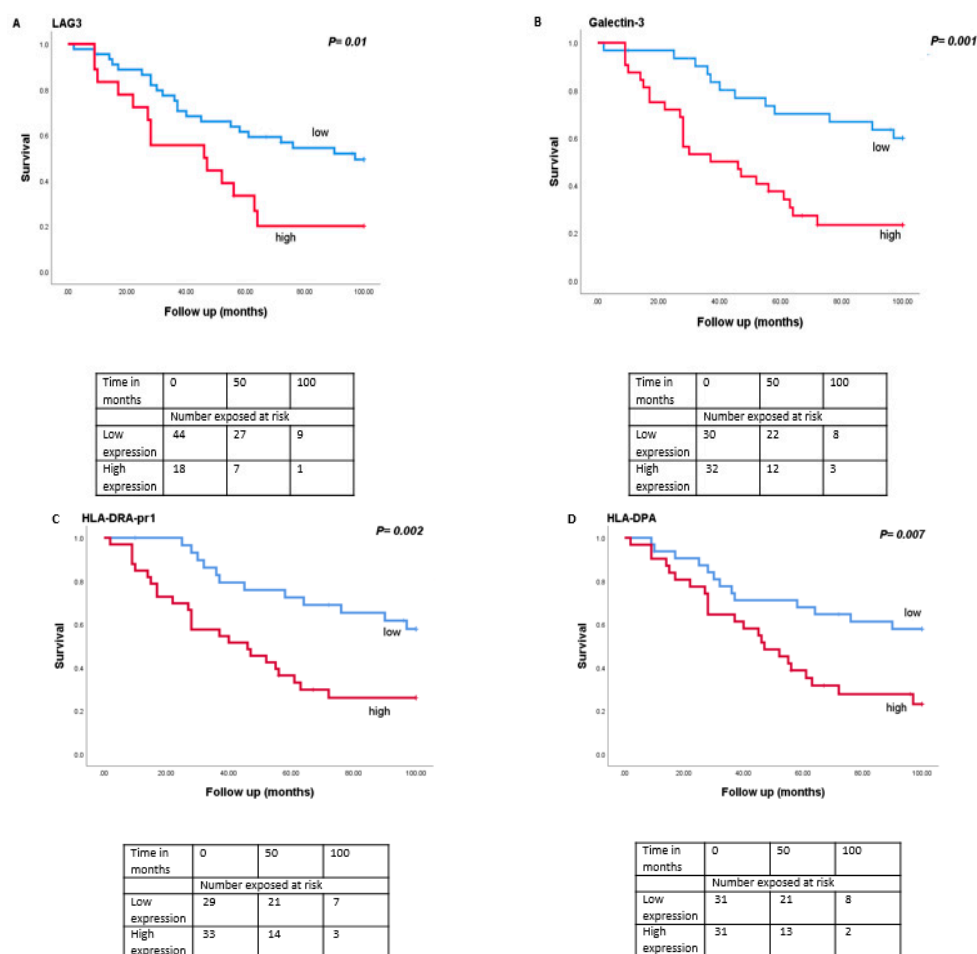 A LAG3
P= 0.01
1.0
0.8
0.6
0.4
0.2
0.0
Survival
low
high
.00 20.00 40.00 60.00 80.00 100.00
Follow up (months)
B Galectin-3
P= 0.001
1.0
0.8
0.6
0.4
0.2
0.0
Survival
low
high
.00 20.00 40.00 60.00 80.00 100.00
Follow up (months)
Time in months 0 50 100
Number exposed at risk
Low expression 44 27 9
High expression 18 7 1
Time in months 0 50 100
Number exposed at risk
Low expression 30 22 8
High expression 32 12 3
C HLA-DRA-pr1
P= 0.002
1.0
0.8
0.6
0.4
0.2
0.0
Survival
low
high
.00 20.00 40.00 60.00 80.00 100.00
Follow up (months)
D HLA-DPA
P= 0.007
1.0
0.8
0.6
0.4
0.2
0.0
Survival
low
high
.00 20.00 40.00 60.00 80.00 100.00
Follow up (months)
Time in months 0 50 100
Number exposed at risk
Low expression 29 21 7
High expression 33 14 3
Time in months 0 50 100
Number exposed at risk
Low expression 31 21 8
High expression 31 13 2